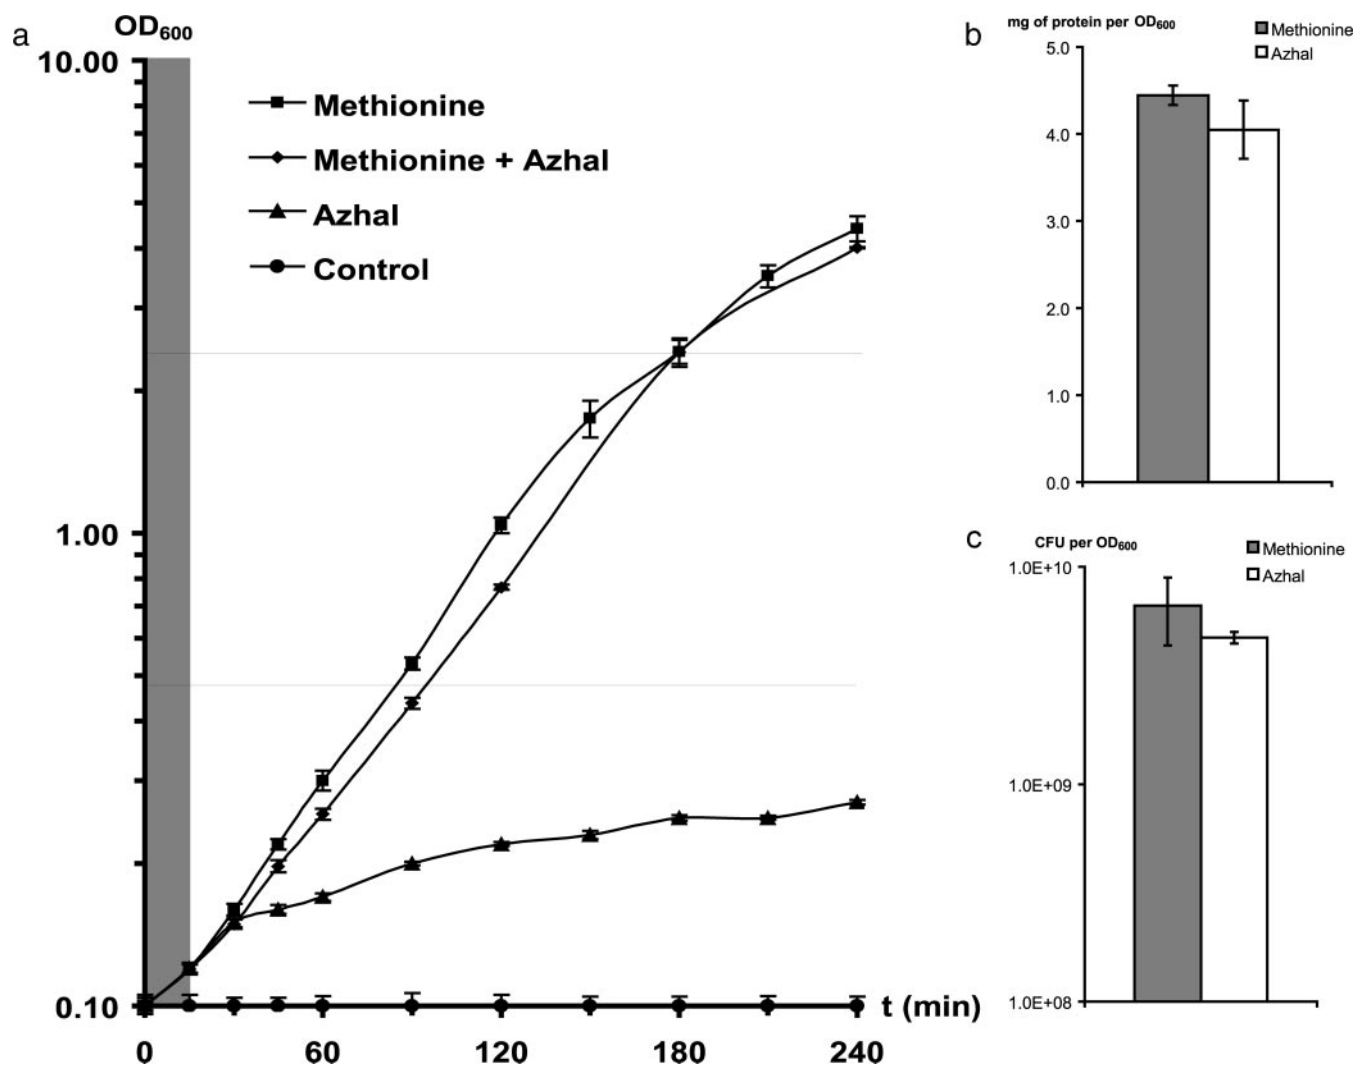 a
OD600
10.00
1.00
0.10
Methionine
Methionine + Azhal
Azhal
Control
t (min)
0 60 120 180 240
b
mg of protein per OD600
Methionine
Azhal
5.0
4.0
3.0
2.0
1.0
0.0
c
CFU per OD600
Methionine
Azhal
1.0E+10
1.0E+09
1.0E+08